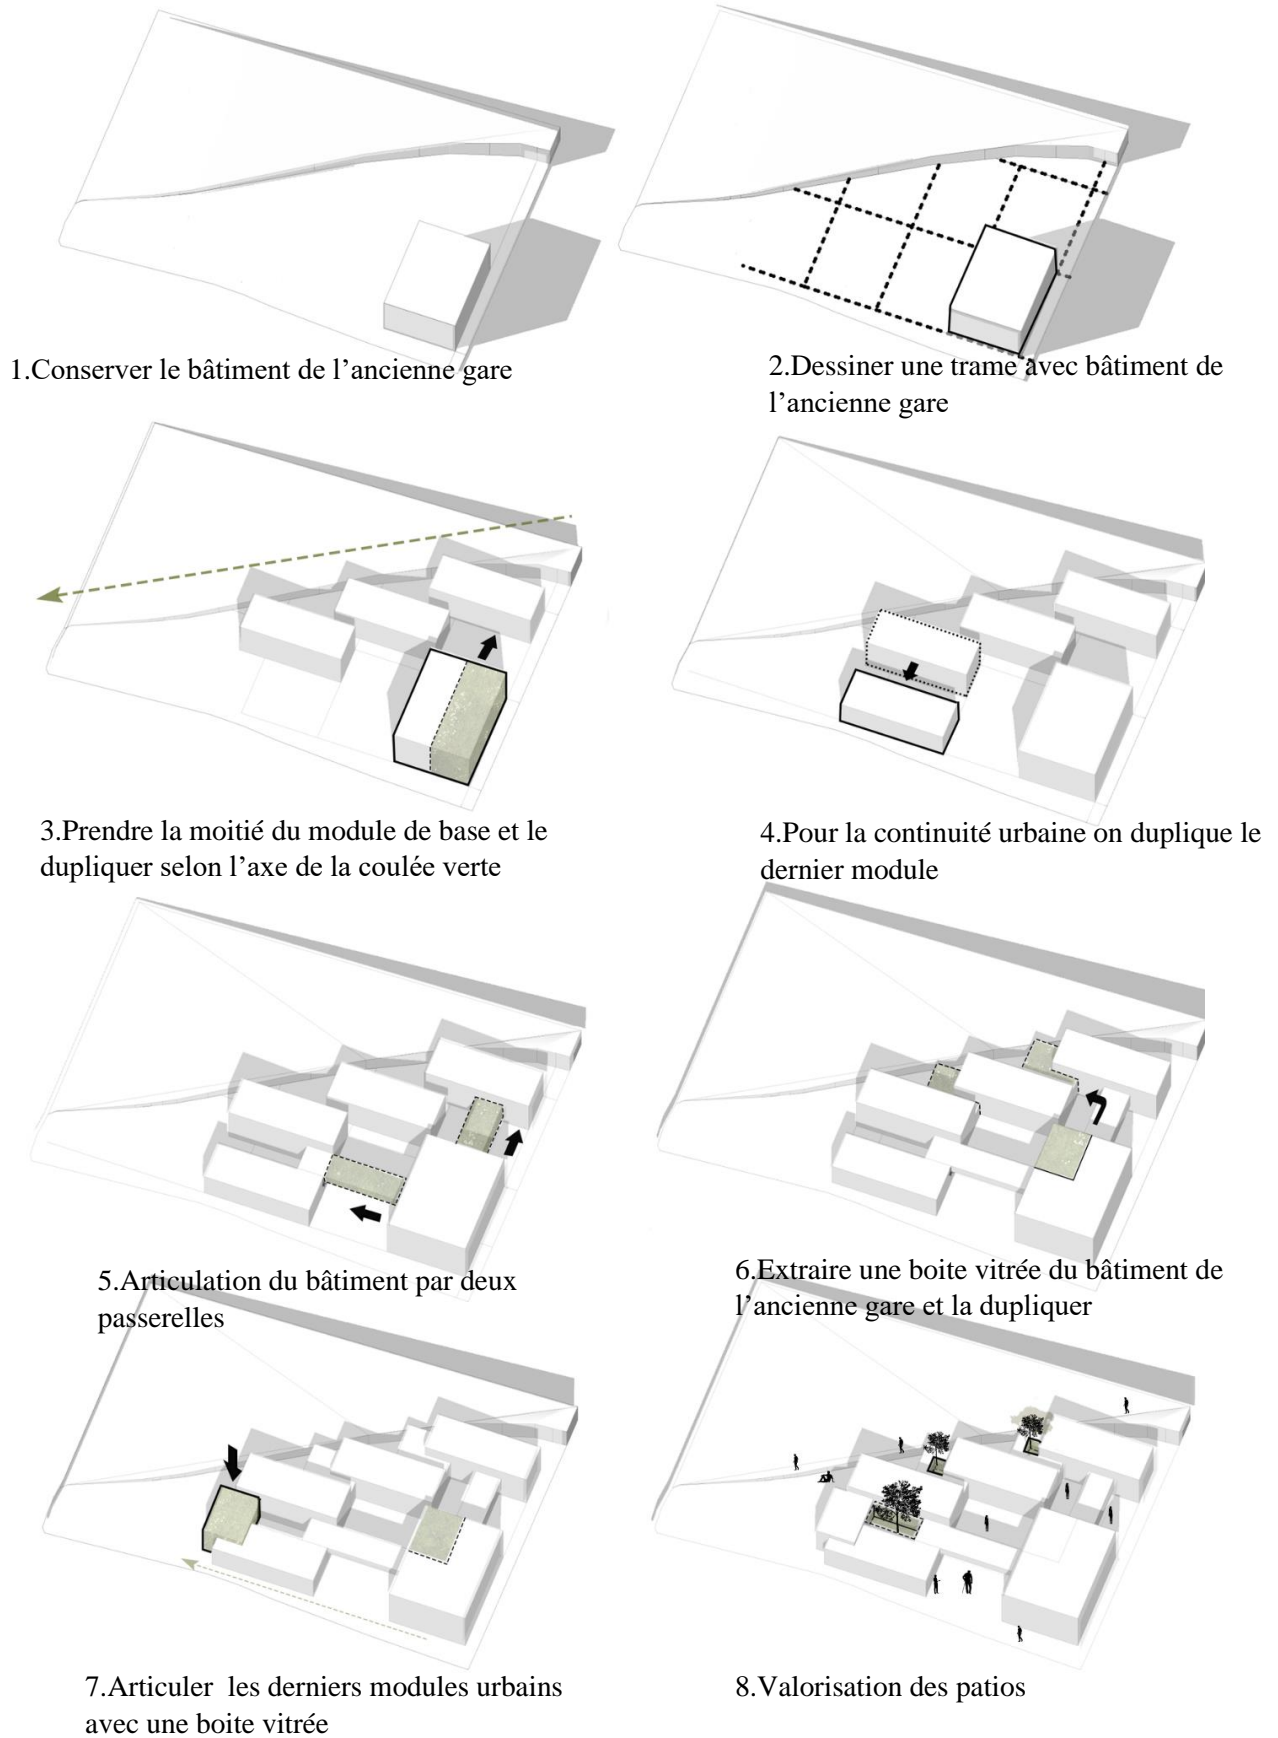 1.Conserver le bâtiment de l’ancienne gare
2.Dessiner une trame avec bâtiment de
l’ancienne gare
3.Prendre la moitié du module de base et le
dupliquer selon l’axe de la coulée verte
4.Pour la continuité urbaine on duplique le
dernier module
5.Articulation du bâtiment par deux
passerelles
6.Extraire une boite vitrée du bâtiment de
l’ancienne gare et la dupliquer
7.Articuler  les derniers modules urbains
avec une boite vitrée
8.Valorisation des patios